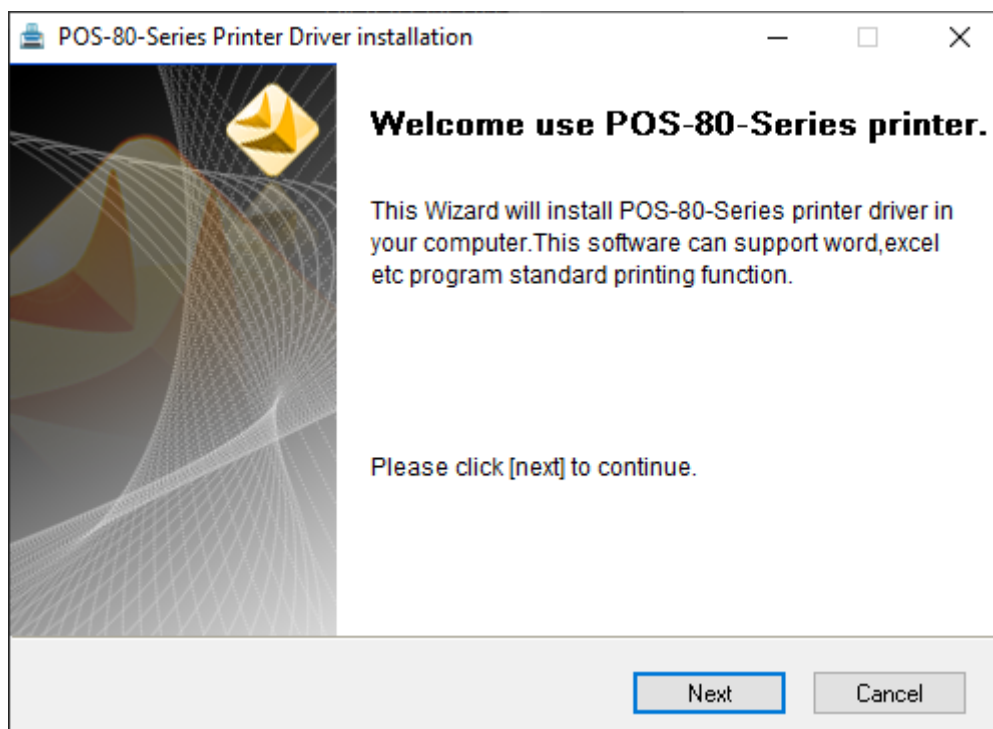 POS-80-Series Printer Driver installation
Welcome use POS-80-Series printer.
This Wizard will install POS-80-Series printer driver in
your computer.This software can support word,excel
etc program standard printing function.
Please click [next] to continue.
Next
Cancel